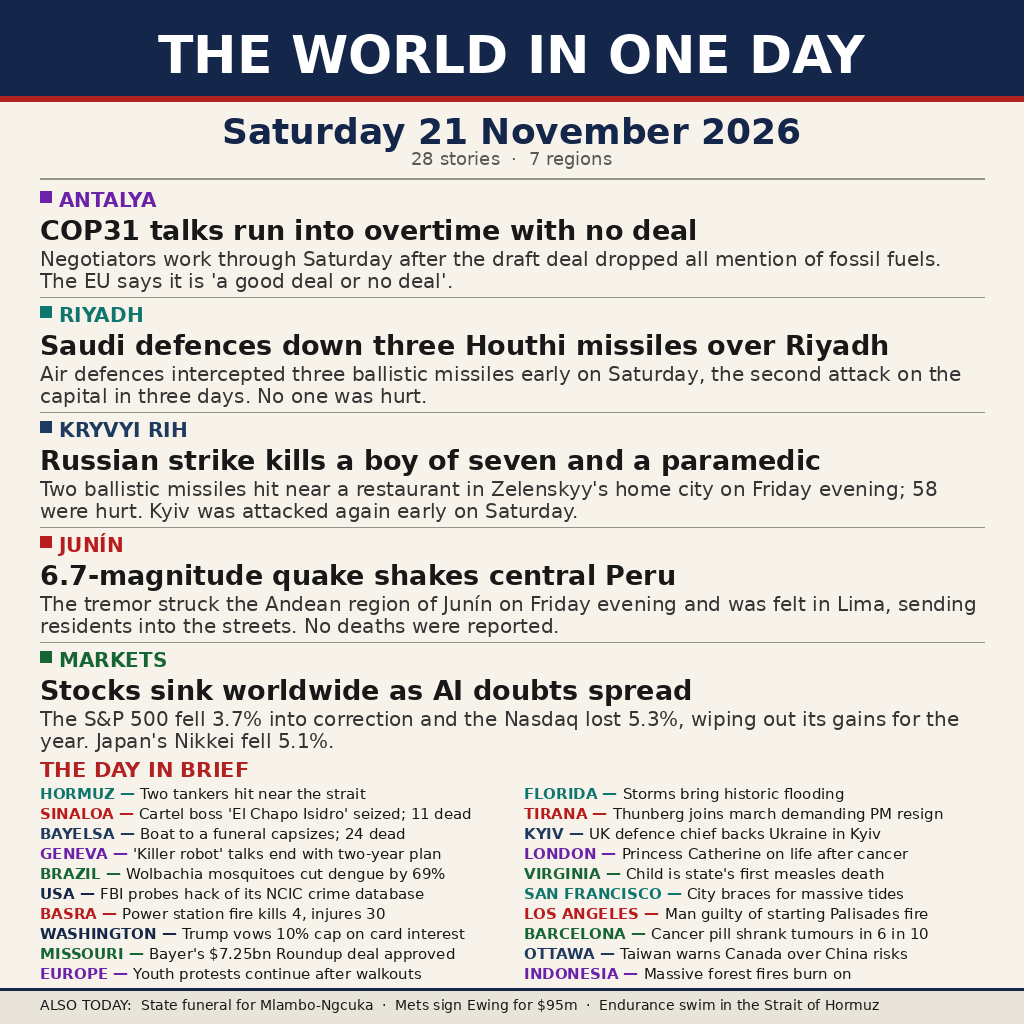 THE WORLD IN ONE DAY
Saturday 21 November 2026
28 stories · 7 regions
ANTALYA
COP31 talks run into overtime with no deal
Negotiators work through Saturday after the draft deal dropped all mention of fossil fuels.
The EU says it is 'a good deal or no deal'.
RIYADH
Saudi defences down three Houthi missiles over Riyadh
Air defences intercepted three ballistic missiles early on Saturday, the second attack on the
capital in three days. No one was hurt.
KRYVYI RIH
Russian strike kills a boy of seven and a paramedic
Two ballistic missiles hit near a restaurant in Zelenskyy's home city on Friday evening; 58
were hurt. Kyiv was attacked again early on Saturday.
JUNÍN
6.7-magnitude quake shakes central Peru
The tremor struck the Andean region of Junín on Friday evening and was felt in Lima, sending
residents into the streets. No deaths were reported.
MARKETS
Stocks sink worldwide as AI doubts spread
The S&P 500 fell 3.7% into correction and the Nasdaq lost 5.3%, wiping out its gains for the
year. Japan's Nikkei fell 5.1%.
THE DAY IN BRIEF
HORMUZ — Two tankers hit near the strait
SINALOA — Cartel boss 'El Chapo Isidro' seized; 11 dead
BAYELSA — Boat to a funeral capsizes; 24 dead
GENEVA — 'Killer robot' talks end with two-year plan
BRAZIL — Wolbachia mosquitoes cut dengue by 69%
USA — FBI probes hack of its NCIC crime database
BASRA — Power station fire kills 4, injures 30
WASHINGTON — Trump vows 10% cap on card interest
MISSOURI — Bayer's $7.25bn Roundup deal approved
EUROPE — Youth protests continue after walkouts
FLORIDA — Storms bring historic flooding
TIRANA — Thunberg joins march demanding PM resign
KYIV — UK defence chief backs Ukraine in Kyiv
LONDON — Princess Catherine on life after cancer
VIRGINIA — Child is state's first measles death
SAN FRANCISCO — City braces for massive tides
LOS ANGELES — Man guilty of starting Palisades fire
BARCELONA — Cancer pill shrank tumours in 6 in 10
OTTAWA — Taiwan warns Canada over China risks
INDONESIA — Massive forest fires burn on
ALSO TODAY: State funeral for Mlambo-Ngcuka · Mets sign Ewing for $95m · Endurance swim in the Strait of Hormuz